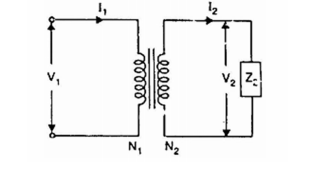 I₁ I₂
V₁ V₂
N₁ N₂